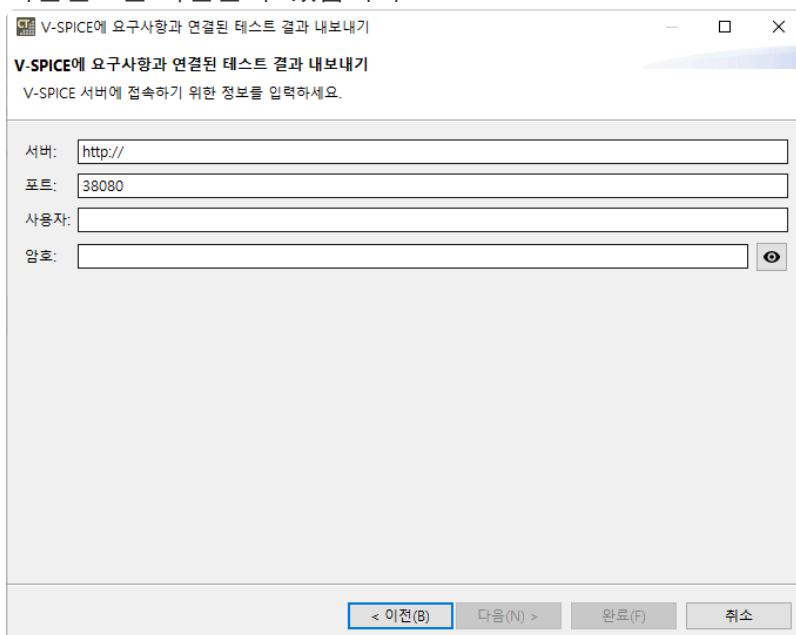 V-SPICE에 요구사항과 연결된 테스트 결과 내보내기
V-SPICE에 요구사항과 연결된 테스트 결과 내보내기
V-SPICE 서버에 접속하기 위한 정보를 입력하세요.
서버: http://
포트: 38080
사용자:
암호:
< 이전(B) 다음(N) > 완료(F) 취소